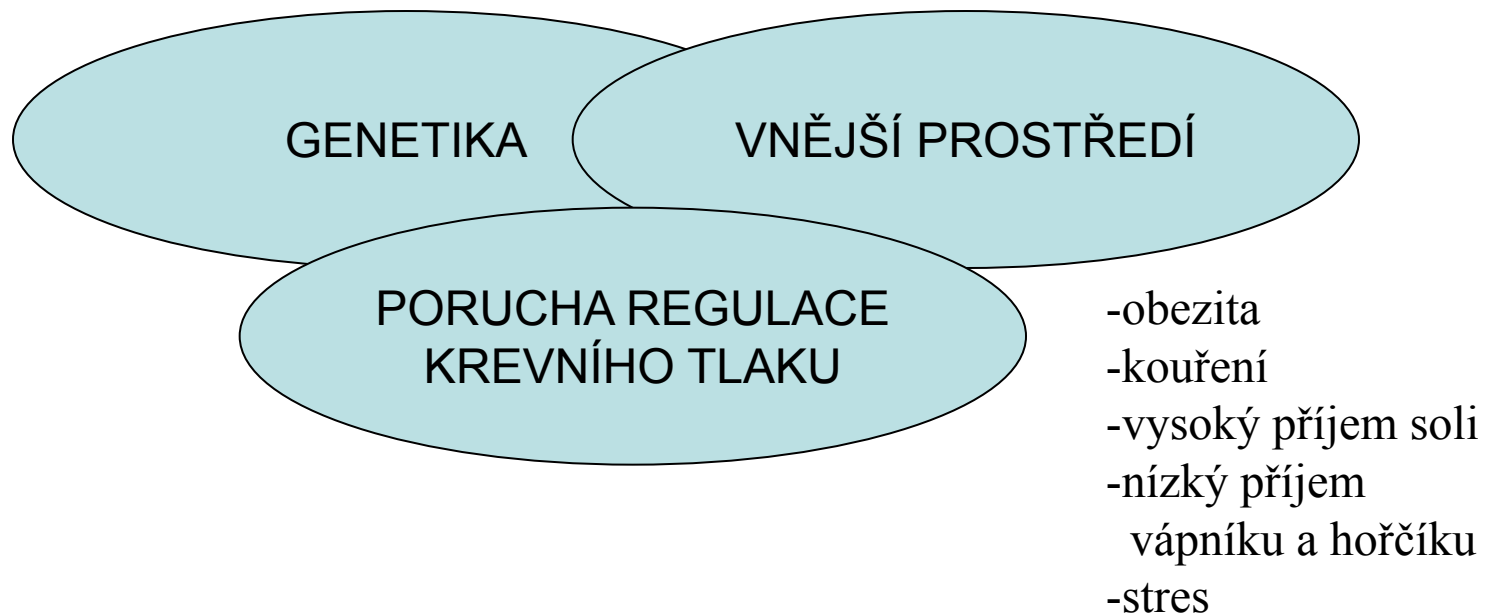 GENETIKA
VNĚJŠÍ PROSTŘEDÍ
PORUCHA REGULACE
KREVNÍHO TLAKU
-obezita
-kouření
-vysoký příjem soli
-nízký příjem
vápníku a hořčíku
-stres